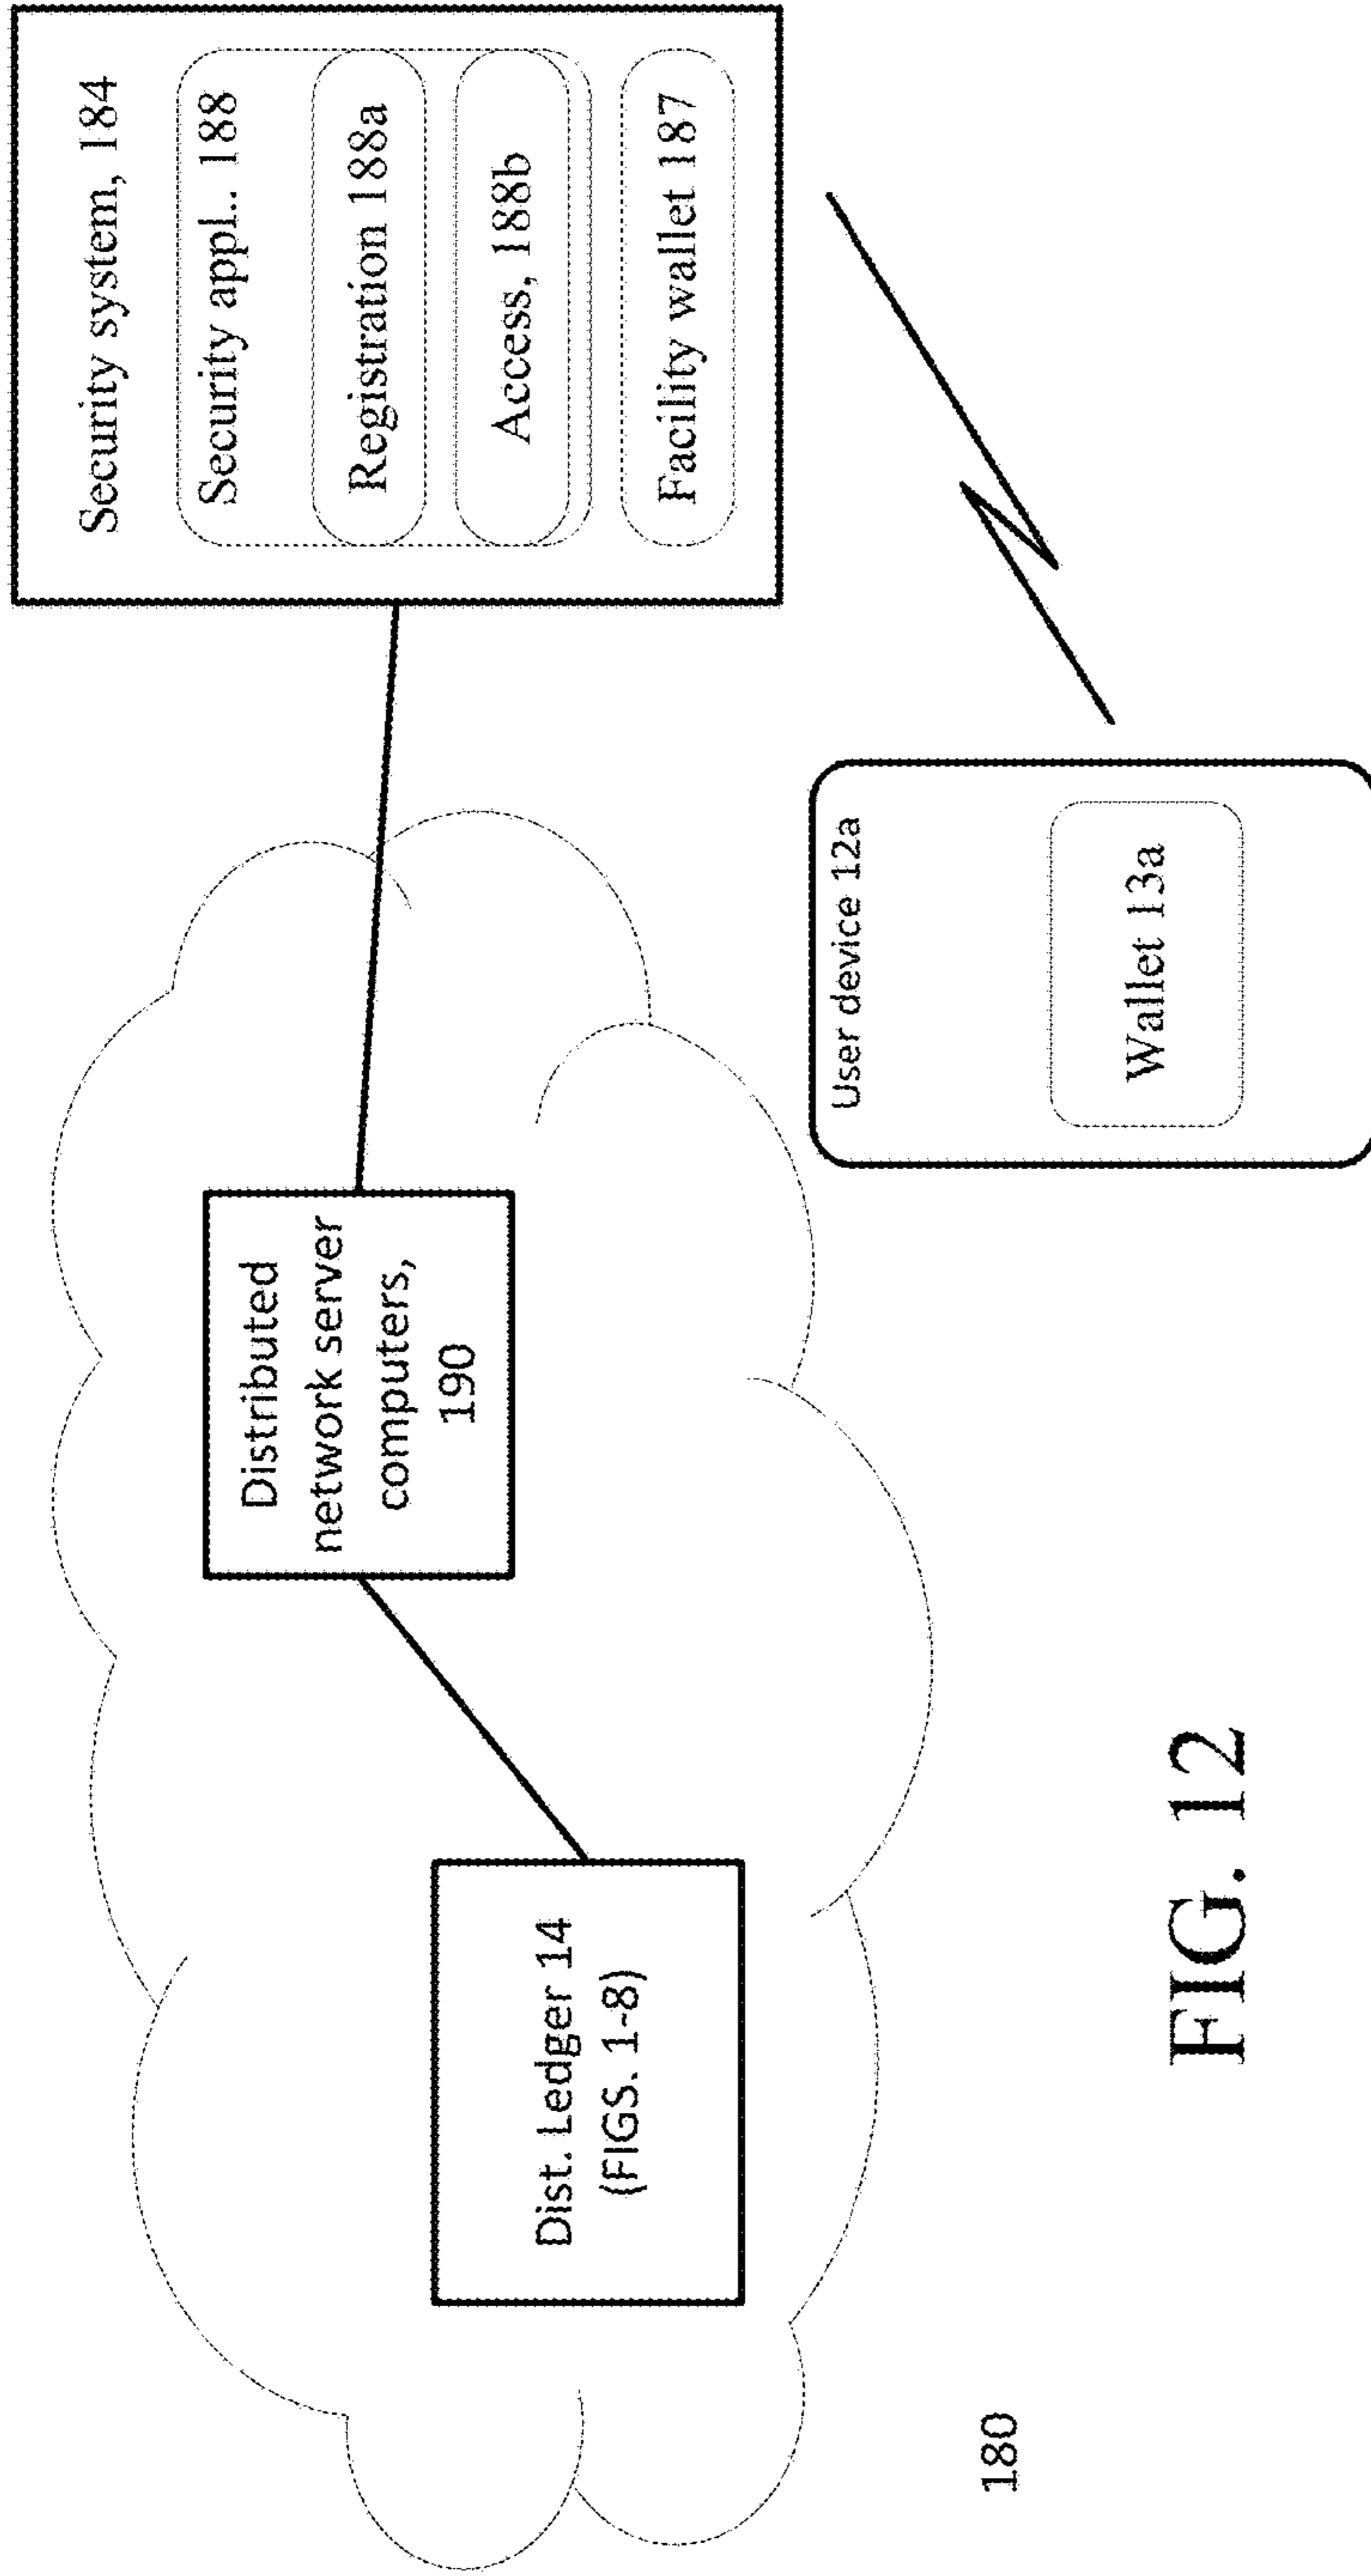 Security system, 184
Security appl.. 188
Registration 188a
Access, 188b
Facility wallet 187
Distributed
network server
computers,
190
Dist. Ledger 14
(FIGS. 1-8)
User device 12a
Wallet 13a
180
FIG. 12